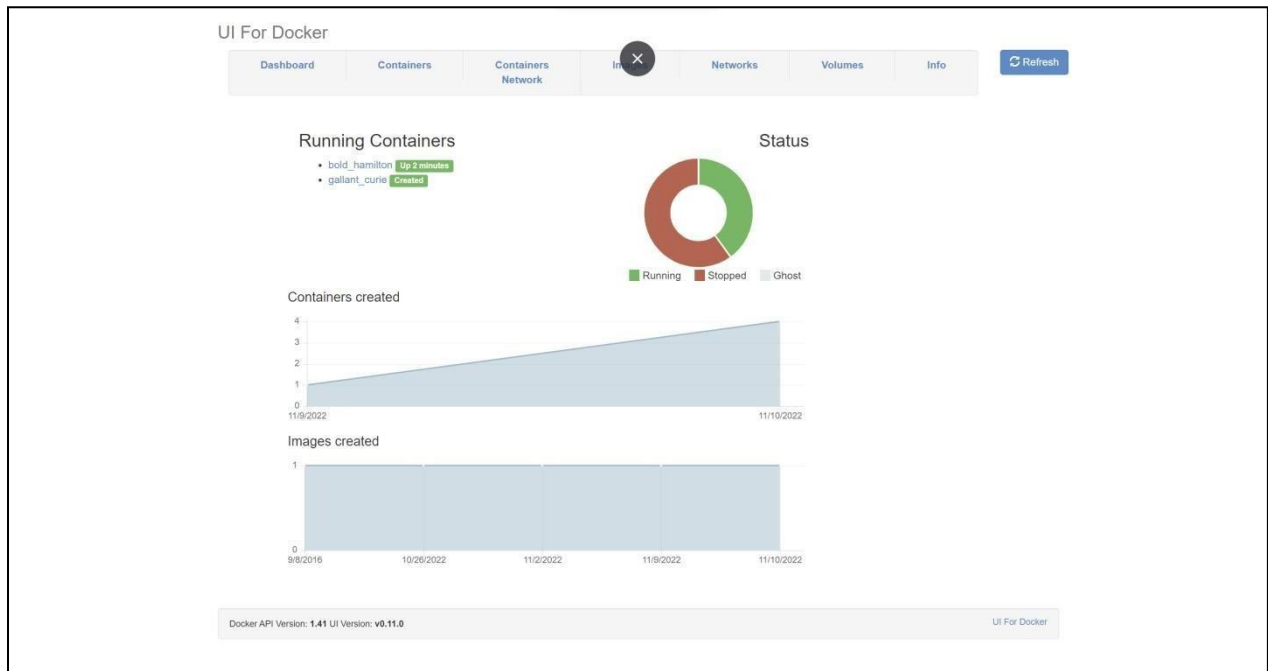 UI For Docker
Dashboard
Containers
Containers
Network
Networks
Volumes
Info
Refresh
Running Containers
bold_hamilton Up 2 minutes
gallant_curie Created
Status
Running Stopped Ghost
Containers created
4
3
2
1
0
11/9/2022 11/10/2022
Images created
1
0
9/8/2016 10/26/2022 11/2/2022 11/9/2022 11/10/2022
Docker API Version: 1.41 UI Version: v0.11.0
UI For Docker